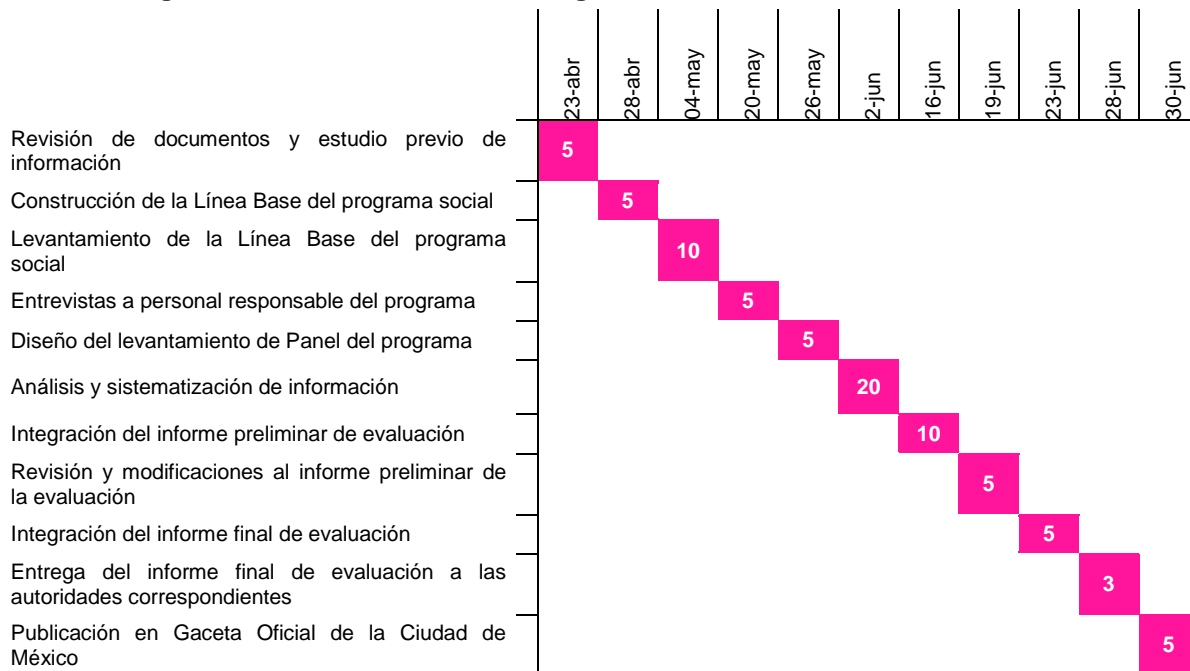 23-abr
28-abr
04-may
20-may
26-may
2-jun
16-jun
19-jun
23-jun
28-jun
30-jun
Revisión de documentos y estudio previo de
información
5
Construcción de la Línea Base del programa social
5
Levantamiento de la Línea Base del programa
social
10
Entrevistas a personal responsable del programa
5
Diseño del levantamiento de Panel del programa
5
Análisis y sistematización de información
20
Integración del informe preliminar de evaluación
10
Revisión y modificaciones al informe preliminar de
la evaluación
5
Integración del informe final de evaluación
5
Entrega del informe final de evaluación a las
autoridades correspondientes
3
Publicación en Gaceta Oficial de la Ciudad de
México
5